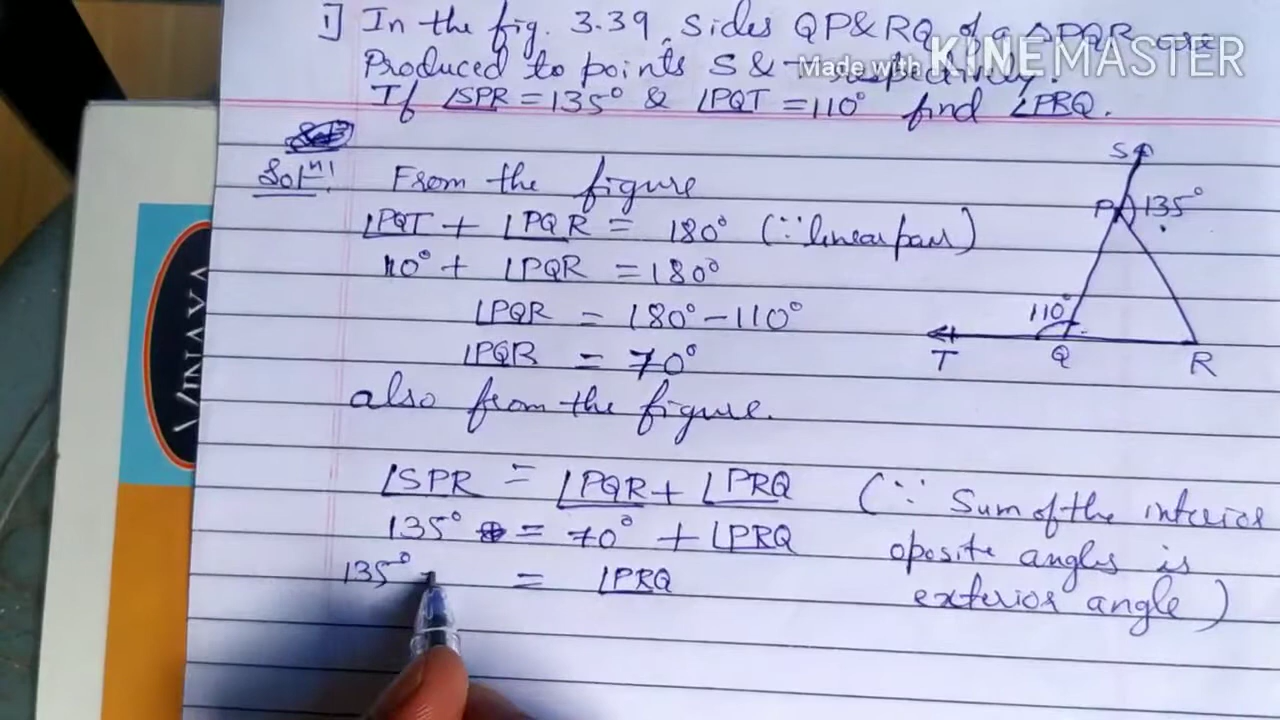 1] In the fig. 3.39, Sides QP & RQ of a △PQR are
Produced to points S & T respectively.
Made with KINEMASTER
If ∠SPR = 135° & ∠PQT = 110° find ∠PRQ.
Solⁿ!
From the figure
∠PQT + ∠PQR = 180° (∵ linear pair)
110° + ∠PQR = 180°
∠PQR = 180° - 110°
∠PQR = 70°
also from the figure.
∠SPR = ∠PQR + ∠PRQ (∵ Sum of the interior
135° = 70° + ∠PRQ oposite angles is
135° - = ∠PRQ exterior angle)
S
P 135°
110°
T Q R
VINAYA